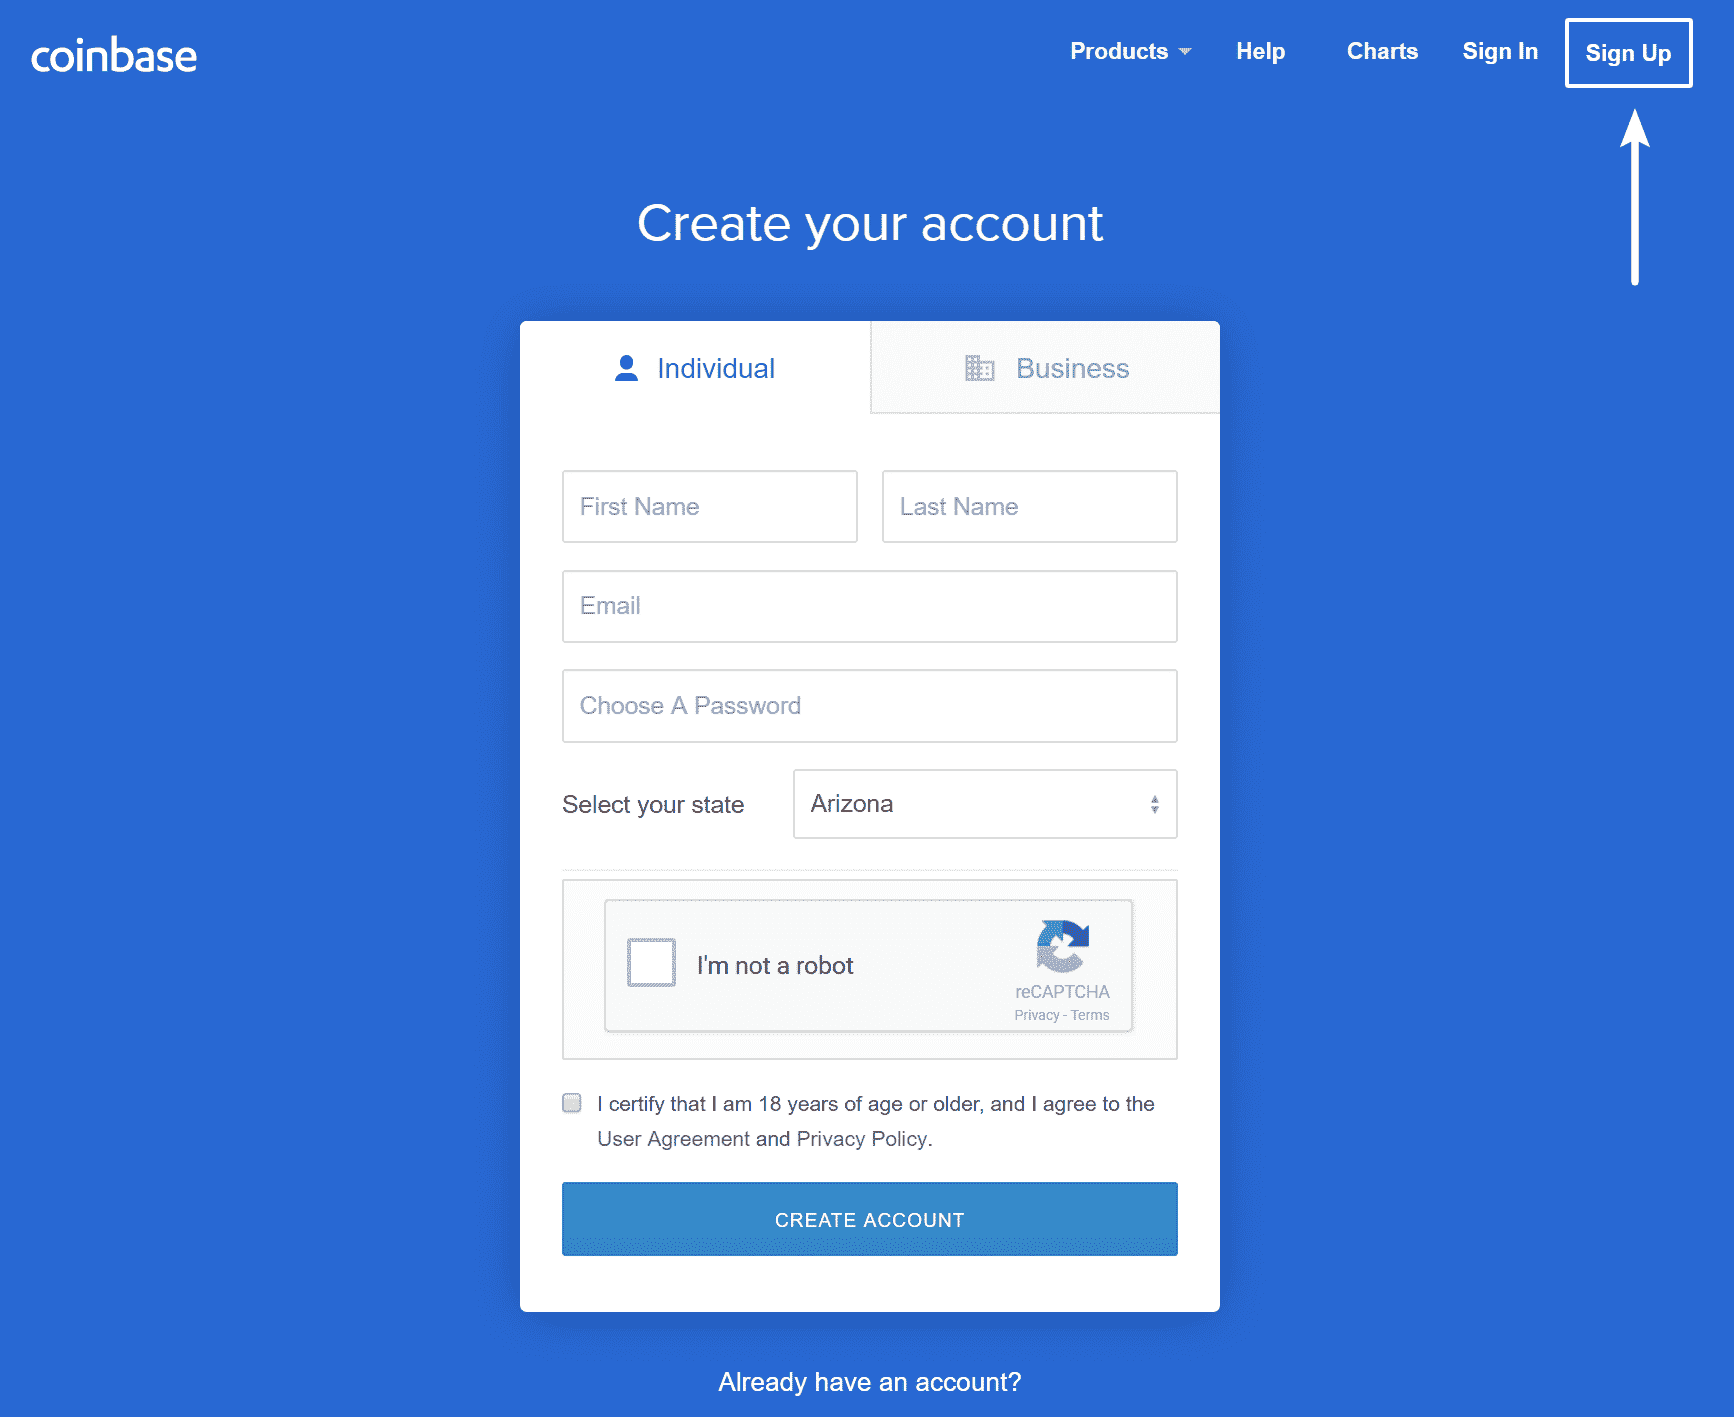 coinbase
Products Help Charts Sign In Sign Up
Create your account
Individual Business
First Name Last Name
Email
Choose A Password
Select your state Arizona
I'm not a robot
reCAPTCHA
Privacy - Terms
I certify that I am 18 years of age or older, and I agree to the
User Agreement and Privacy Policy.
CREATE ACCOUNT
Already have an account?